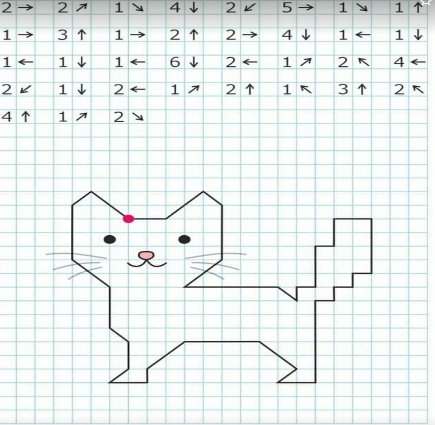 2 → 2 ↗ 1 ↘ 4 ↓ 2 ↙ 5 → 1 ↘ 1 ↑
1 → 3 ↑ 1 → 2 ↑ 2 → 4 ↓ 1 ← 1 ↓
1 ← 1 ↓ 1 ← 6 ↓ 2 ← 1 ↗ 2 ↖ 4 ←
2 ↙ 1 ↓ 2 ← 1 ↗ 2 ↑ 1 ↖ 3 ↑ 2 ↖
4 ↑ 1 ↗ 2 ↘